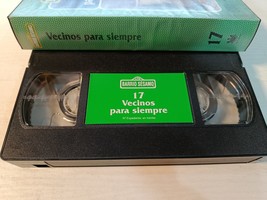 Vecinos para siempre
17
BARRIO SESAMO
17
Vecinos
para siempre